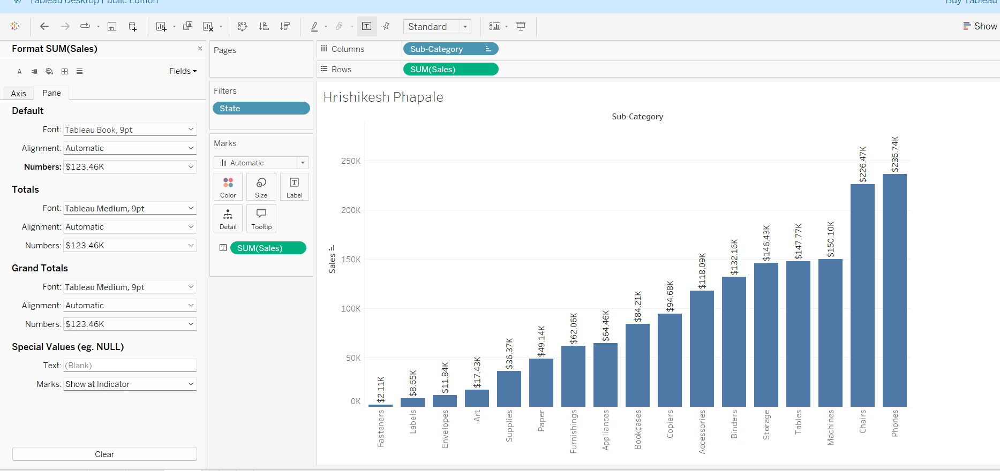 Tableau Desktop Public Edition
Buy Tableau
Standard
Show
Format SUM(Sales)
Fields
Axis
Pane
Default
Font: Tableau Book, 9pt
Alignment: Automatic
Numbers: $123.46K
Totals
Font: Tableau Medium, 9pt
Alignment: Automatic
Numbers: $123.46K
Grand Totals
Font: Tableau Medium, 9pt
Alignment: Automatic
Numbers: $123.46K
Special Values (eg. NULL)
Text: (Blank)
Marks: Show at Indicator
Clear
Pages
Filters
State
Marks
Automatic
Color
Size
Label
Detail
Tooltip
SUM(Sales)
Columns
Sub-Category
Rows
SUM(Sales)
Hrishikesh Phapale
Sub-Category
Sales
250K
200K
150K
100K
50K
0K
$2.11K
$8.65K
$11.84K
$17.43K
$36.37K
$49.14K
$62.06K
$64.46K
$84.21K
$94.68K
$118.09K
$132.16K
$146.43K
$147.77K
$150.10K
$226.47K
$236.74K
Fasteners
Labels
Envelopes
Art
Supplies
Paper
Furnishings
Appliances
Bookcases
Copiers
Accessories
Binders
Storage
Tables
Machines
Chairs
Phones